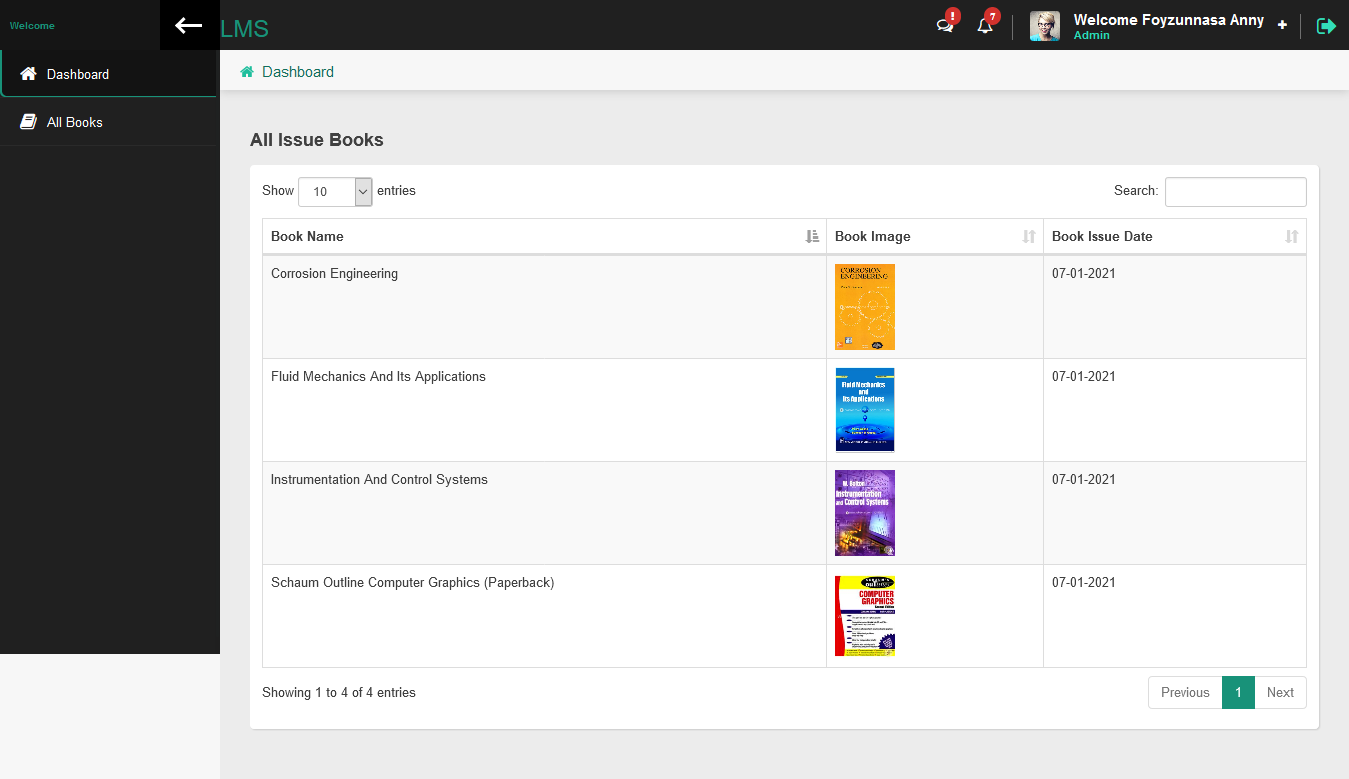 Welcome
LMS
!
7
Welcome Foyzunnasa Anny
Admin
Dashboard
All Books
Dashboard
All Issue Books
Show 10 entries
Search:
Book Name Book Image Book Issue Date
Corrosion Engineering 07-01-2021
CORROSION
ENGINEERING
Fluid Mechanics And Its Applications 07-01-2021
Fluid Mechanics
and
Its Applications
Instrumentation And Control Systems 07-01-2021
W. Bolton
Instrumentation
and Control Systems
Schaum Outline Computer Graphics (Paperback) 07-01-2021
COMPUTER
GRAPHICS
Showing 1 to 4 of 4 entries
Previous 1 Next